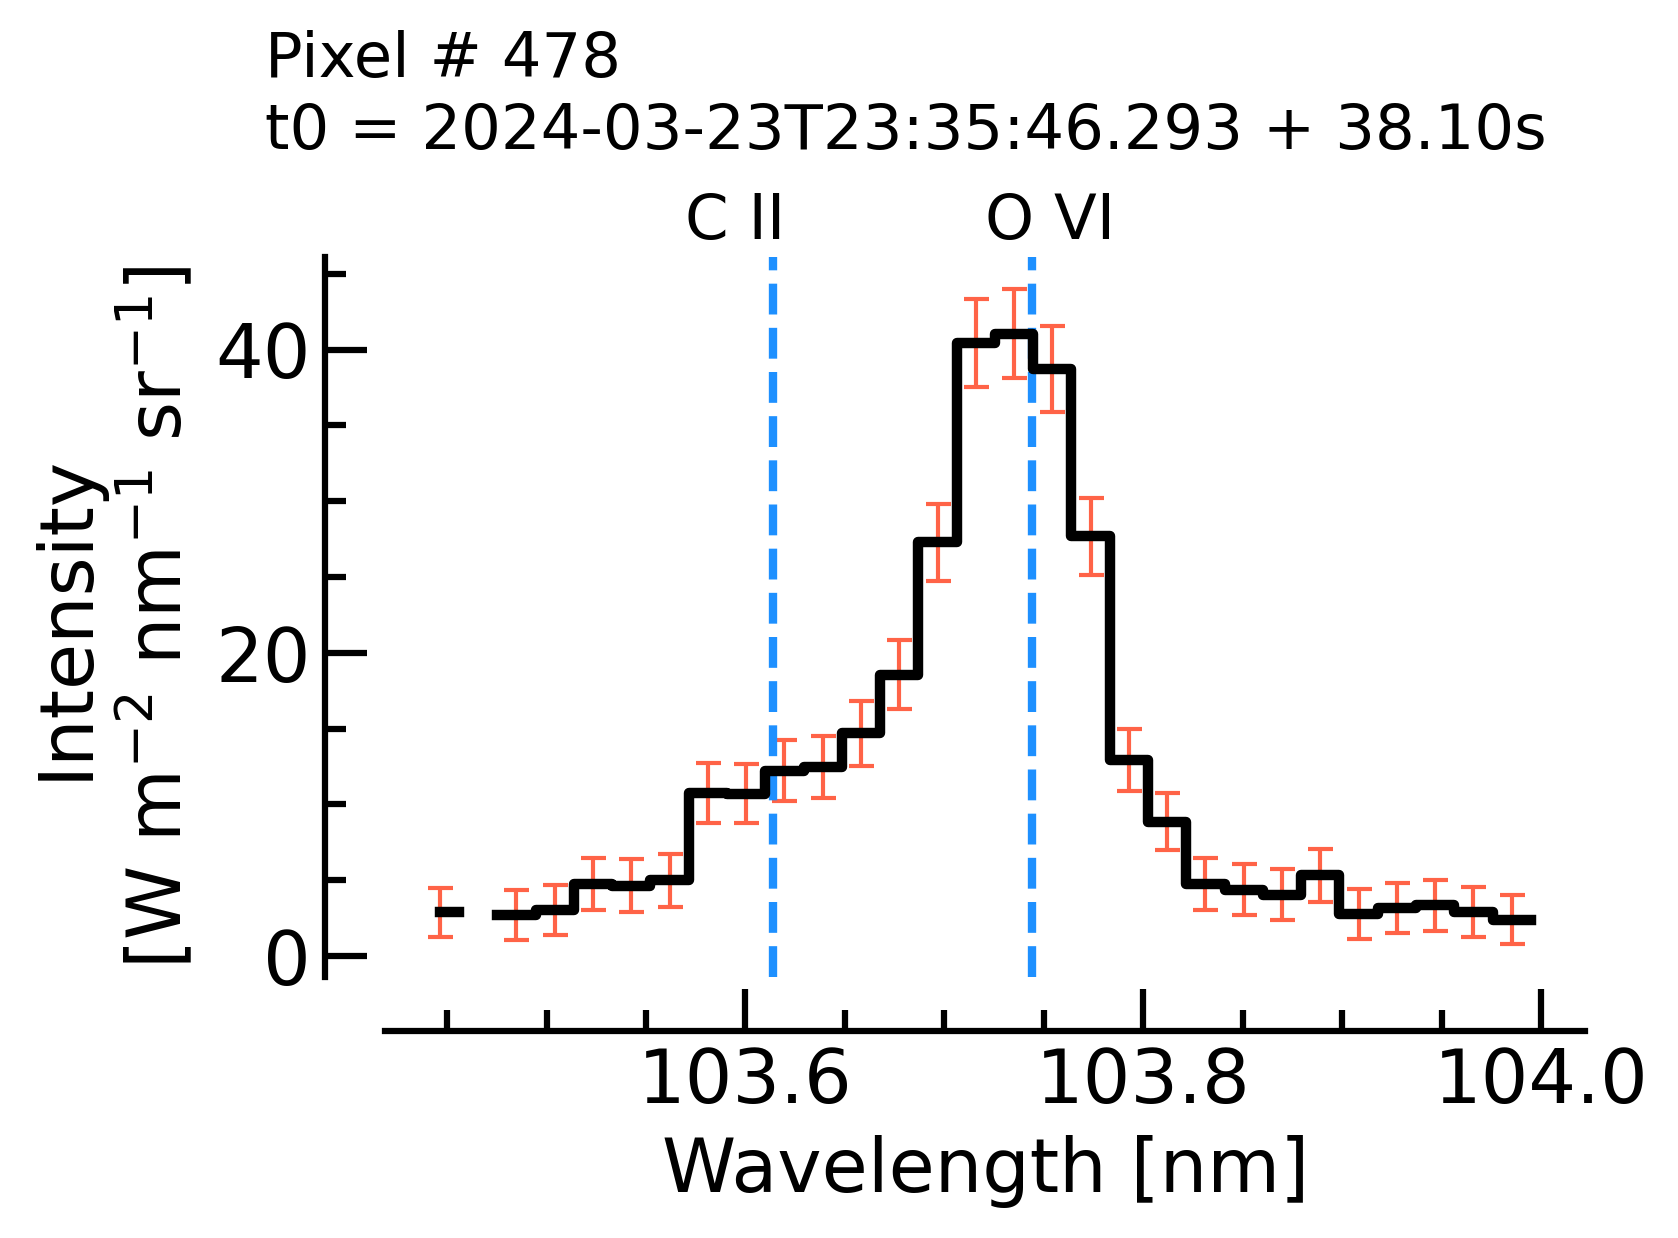 Pixel # 478
t0 = 2024-03-23T23:35:46.293 + 38.10s
C II O VI
Intensity
[W m⁻² nm⁻¹ sr⁻¹]
40
20
0
103.6 103.8 104.0
Wavelength [nm]